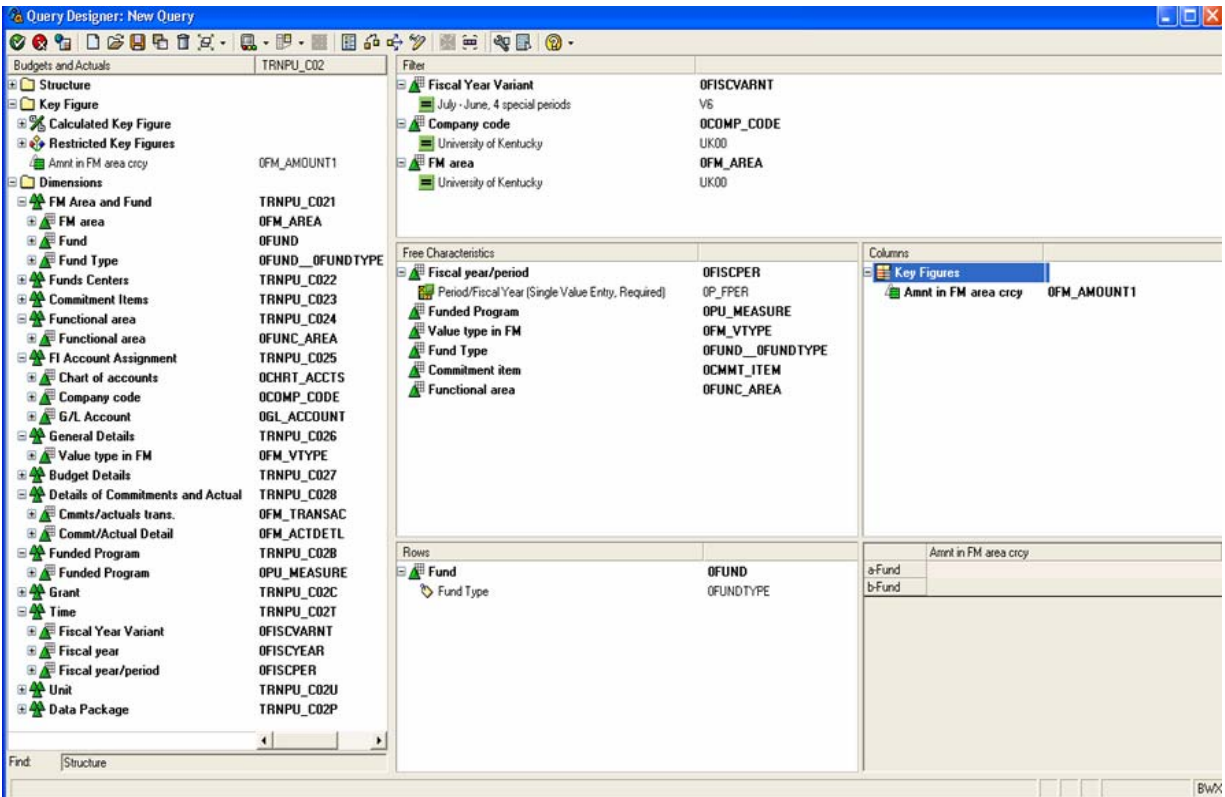 Query Designer: New Query
Budgets and Actuals TRNPU_C02
Structure
Key Figure
Calculated Key Figure
Restricted Key Figures
Amnt in FM area crcy 0FM_AMOUNT1
Dimensions
FM Area and Fund TRNPU_C021
FM area 0FM_AREA
Fund 0FUND
Fund Type 0FUND__0FUNDTYPE
Funds Centers TRNPU_C022
Commitment Items TRNPU_C023
Functional area TRNPU_C024
Functional area 0FUNC_AREA
FI Account Assignment TRNPU_C025
Chart of accounts 0CHRT_ACCTS
Company code 0COMP_CODE
G/L Account 0GL_ACCOUNT
General Details TRNPU_C026
Value type in FM 0FM_VTYPE
Budget Details TRNPU_C027
Details of Commitments and Actual TRNPU_C028
Cmmts/actuals trans. 0FM_TRANSAC
Commt/Actual Detail 0FM_ACTDETL
Funded Program TRNPU_C02B
Funded Program 0PU_MEASURE
Grant TRNPU_C02C
Time TRNPU_C02T
Fiscal Year Variant 0FISCVARNT
Fiscal year 0FISCYEAR
Fiscal year/period 0FISCPER
Unit TRNPU_C02U
Data Package TRNPU_C02P
Find: Structure
Filter
Fiscal Year Variant 0FISCVARNT
July - June, 4 special periods V6
Company code 0COMP_CODE
University of Kentucky UK00
FM area 0FM_AREA
University of Kentucky UK00
Free Characteristics
Fiscal year/period 0FISCPER
Period/Fiscal Year (Single Value Entry, Required) 0P_FPER
Funded Program 0PU_MEASURE
Value type in FM 0FM_VTYPE
Fund Type 0FUND__0FUNDTYPE
Commitment item 0CMMT_ITEM
Functional area 0FUNC_AREA
Columns
Key Figures
Amnt in FM area crcy 0FM_AMOUNT1
Rows
Fund 0FUND
Fund Type 0FUNDTYPE
Amnt in FM area crcy
a-Fund
b-Fund
BWX